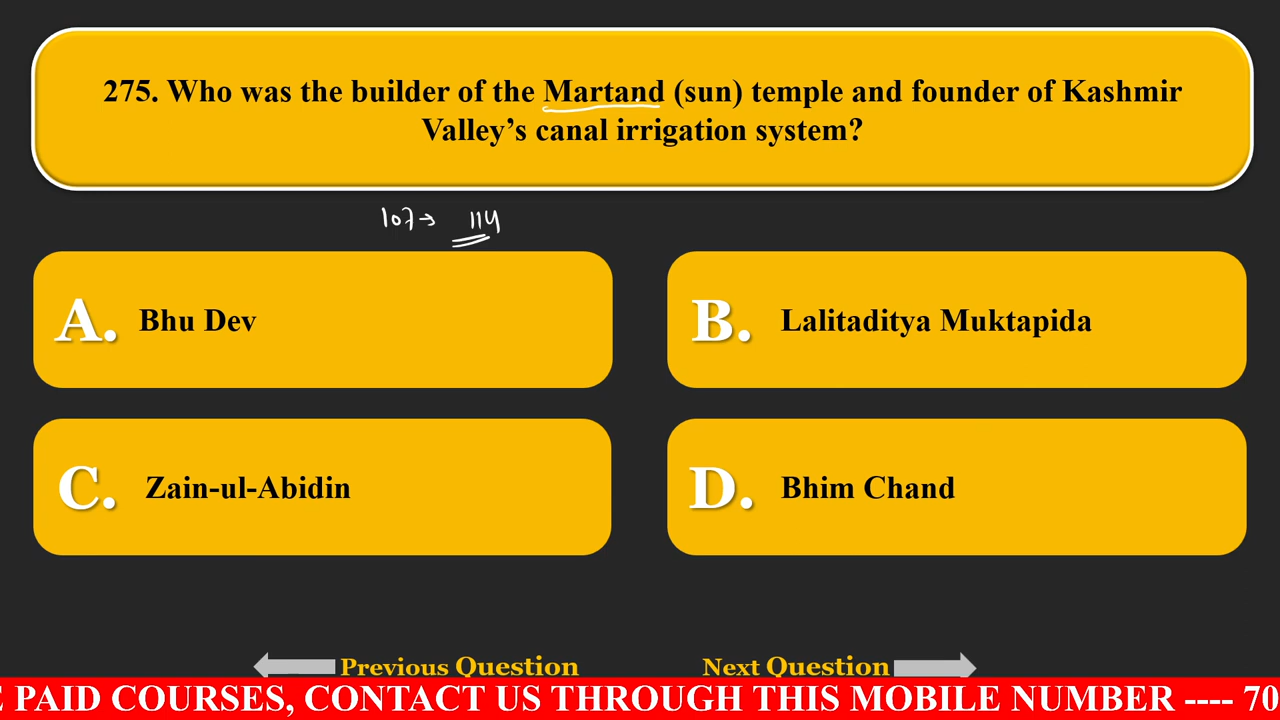 275. Who was the builder of the Martand (sun) temple and founder of Kashmir
Valley’s canal irrigation system?
107→ 114
A. Bhu Dev
B. Lalitaditya Muktapida
C. Zain-ul-Abidin
D. Bhim Chand
Previous Question
Next Question
PAID COURSES, CONTACT US THROUGH THIS MOBILE NUMBER ---- 70